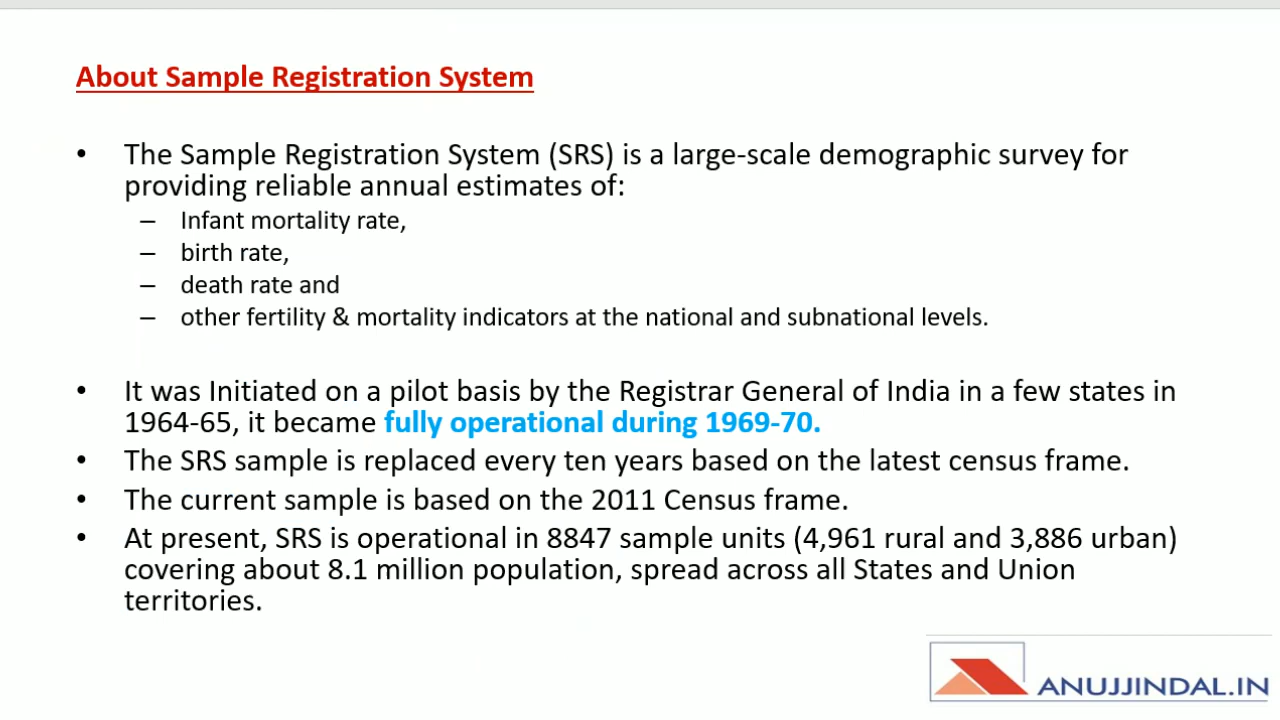 About Sample Registration System
• The Sample Registration System (SRS) is a large-scale demographic survey for
providing reliable annual estimates of:
– Infant mortality rate,
– birth rate,
– death rate and
– other fertility & mortality indicators at the national and subnational levels.
• It was Initiated on a pilot basis by the Registrar General of India in a few states in
1964-65, it became fully operational during 1969-70.
• The SRS sample is replaced every ten years based on the latest census frame.
• The current sample is based on the 2011 Census frame.
• At present, SRS is operational in 8847 sample units (4,961 rural and 3,886 urban)
covering about 8.1 million population, spread across all States and Union
territories.
ANUJJINDAL.IN